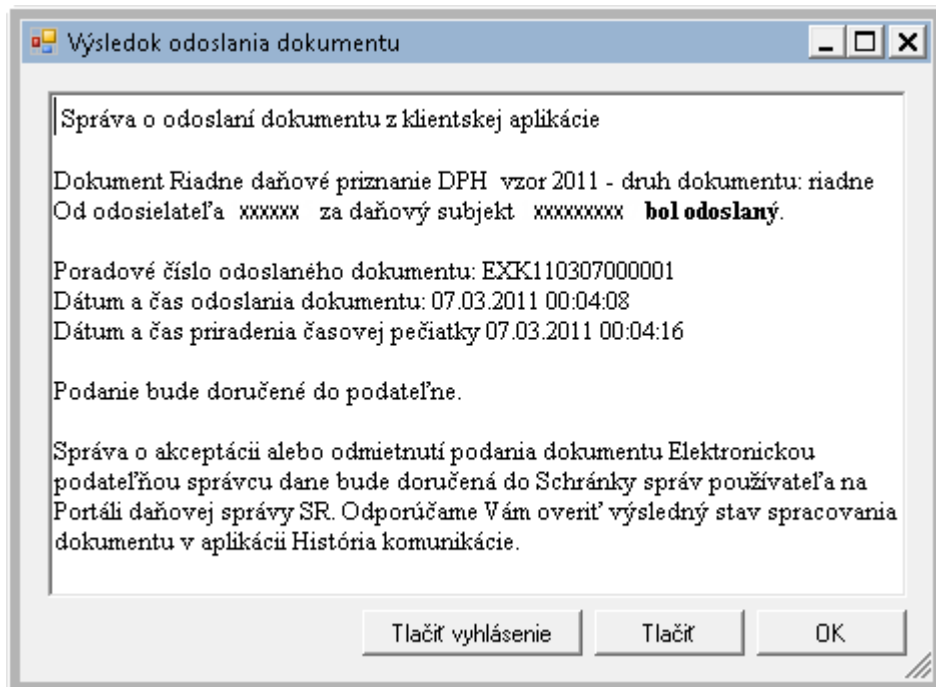 Výsledok odoslania dokumentu
Správa o odoslaní dokumentu z klientskej aplikácie
Dokument Riadne daňové priznanie DPH vzor 2011 - druh dokumentu: riadne
Od odosielateľa xxxxxx za daňový subjekt xxxxxxxxx bol odoslaný.
Poradové číslo odoslaného dokumentu: EXK110307000001
Dátum a čas odoslania dokumentu: 07.03.2011 00:04:08
Dátum a čas priradenia časovej pečiatky 07.03.2011 00:04:16
Podanie bude doručené do podateľne.
Správa o akceptácii alebo odmietnutí podania dokumentu Elektronickou
podateľňou správcu dane bude doručená do Schránky správ používateľa na
Portáli daňovej správy SR. Odporúčame Vám overiť výsledný stav spracovania
dokumentu v aplikácii História komunikácie.
Tlačiť vyhlásenie
Tlačiť
OK